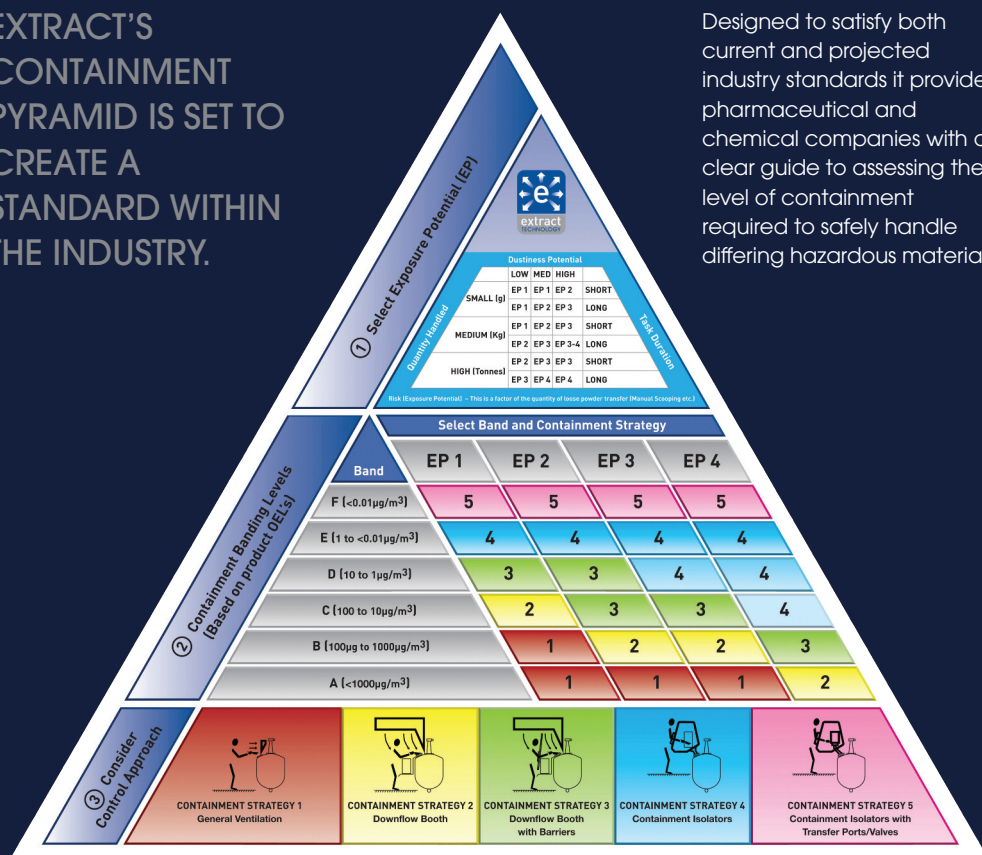 EXTRACT'S
CONTAINMENT
PYRAMID IS SET TO
CREATE A
STANDARD WITHIN
THE INDUSTRY.
Designed to satisfy both
current and projected
industry standards it provide
pharmaceutical and
chemical companies with a
clear guide to assessing the
level of containment
required to safely handle
differing hazardous materia
1 Select Exposure Potential (EP)
e
extract
TECHNOLOGY
Dustiness Potential
LOW MED HIGH
Quantity Handled
Task Duration
SMALL (g)
EP 1 EP 1 EP 2 SHORT
EP 1 EP 2 EP 3 LONG
MEDIUM (Kg)
EP 1 EP 2 EP 3 SHORT
EP 2 EP 3 EP 3-4 LONG
HIGH (Tonnes)
EP 2 EP 3 EP 3 SHORT
EP 3 EP 4 EP 4 LONG
Risk (Exposure Potential) – This is a factor of the quantity of loose powder transfer (Manual Scooping etc.)
2 Containment Banding Levels
(Based on product OELs)
Select Band and Containment Strategy
Band EP 1 EP 2 EP 3 EP 4
F (<0.01µg/m³) 5 5 5 5
E (1 to <0.01µg/m³) 4 4 4 4
D (10 to 1µg/m³) 3 3 4 4
C (100 to 10µg/m³) 2 3 3 4
B (100µg to 1000µg/m³) 1 2 2 3
A (<1000µg/m³) 1 1 1 2
3 Consider
Control Approach
CONTAINMENT STRATEGY 1
General Ventilation
CONTAINMENT STRATEGY 2
Downflow Booth
CONTAINMENT STRATEGY 3
Downflow Booth
with Barriers
CONTAINMENT STRATEGY 4
Containment Isolators
CONTAINMENT STRATEGY 5
Containment Isolators with
Transfer Ports/Valves